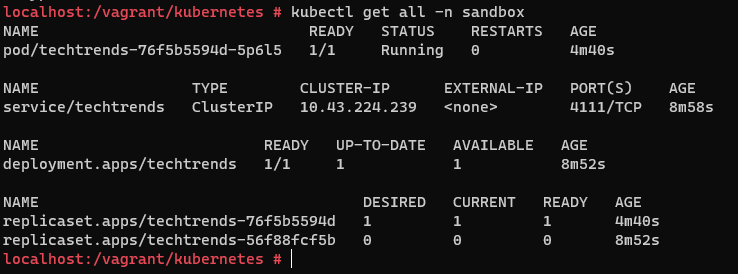 localhost:/vagrant/kubernetes # kubectl get all -n sandbox
NAME READY STATUS RESTARTS AGE
pod/techtrends-76f5b5594d-5p6l5 1/1 Running 0 4m40s
NAME TYPE CLUSTER-IP EXTERNAL-IP PORT(S) AGE
service/techtrends ClusterIP 10.43.224.239 <none> 4111/TCP 8m58s
NAME READY UP-TO-DATE AVAILABLE AGE
deployment.apps/techtrends 1/1 1 1 8m52s
NAME DESIRED CURRENT READY AGE
replicaset.apps/techtrends-76f5b5594d 1 1 1 4m40s
replicaset.apps/techtrends-56f88fcf5b 0 0 0 8m52s
localhost:/vagrant/kubernetes #